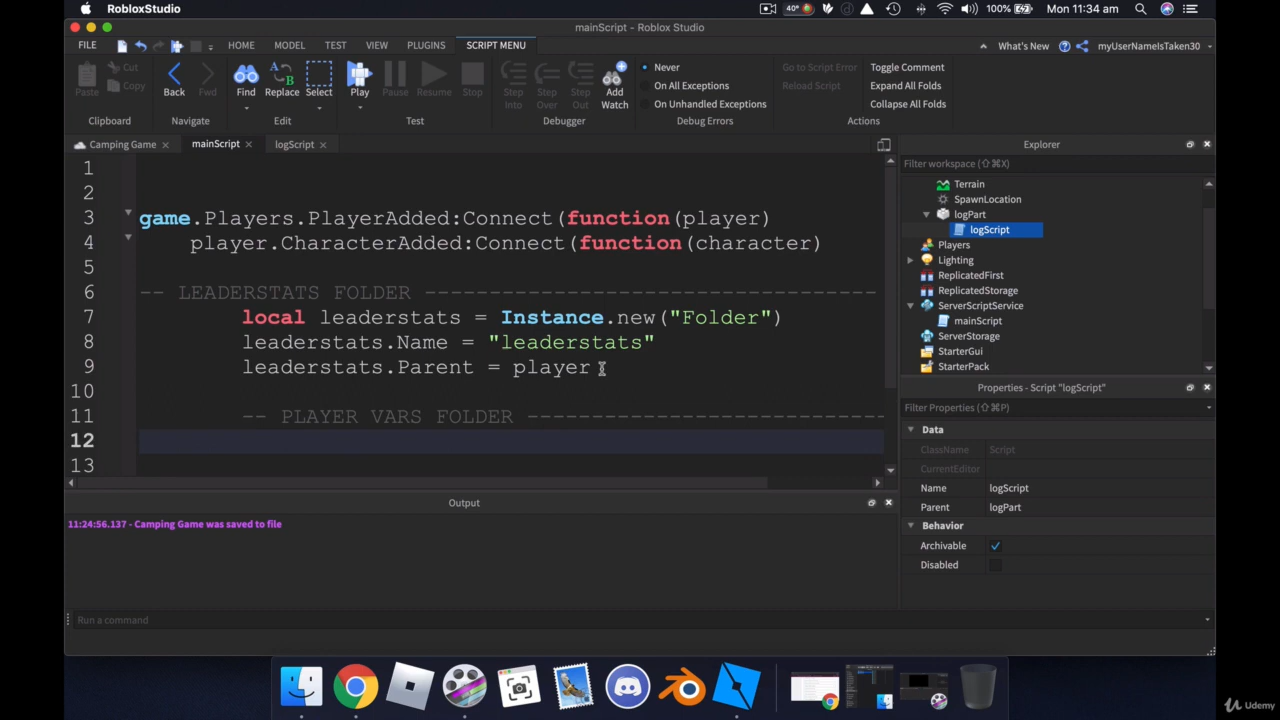 RobloxStudio
40°
100%
Mon 11:34 am
mainScript - Roblox Studio
FILE
HOME
MODEL
TEST
VIEW
PLUGINS
SCRIPT MENU
What's New
myUserNameIsTaken30
Paste
Cut
Copy
Back
Fwd
Find
Replace
Select
Play
Pause
Resume
Stop
Step Into
Step Over
Step Out
Add Watch
Never
On All Exceptions
On Unhandled Exceptions
Go to Script Error
Reload Script
Toggle Comment
Expand All Folds
Collapse All Folds
Clipboard
Navigate
Edit
Test
Debugger
Debug Errors
Actions
Camping Game
mainScript
logScript
1
2
3 game.Players.PlayerAdded:Connect(function(player)
4 player.CharacterAdded:Connect(function(character)
5
6 -- LEADERSTATS FOLDER -----------------------------------
7 local leaderstats = Instance.new("Folder")
8 leaderstats.Name = "leaderstats"
9 leaderstats.Parent = player
10
11 -- PLAYER VARS FOLDER ----------------------------
12
13
Explorer
Filter workspace (⇧⌘X)
Terrain
SpawnLocation
logPart
logScript
Players
Lighting
ReplicatedFirst
ReplicatedStorage
ServerScriptService
mainScript
ServerStorage
StarterGui
StarterPack
Properties - Script "logScript"
Filter Properties (⇧⌘P)
Data
ClassName Script
CurrentEditor
Name logScript
Parent logPart
Behavior
Archivable
Disabled
Output
11:24:56.137 - Camping Game was saved to file
Run a command
Udemy